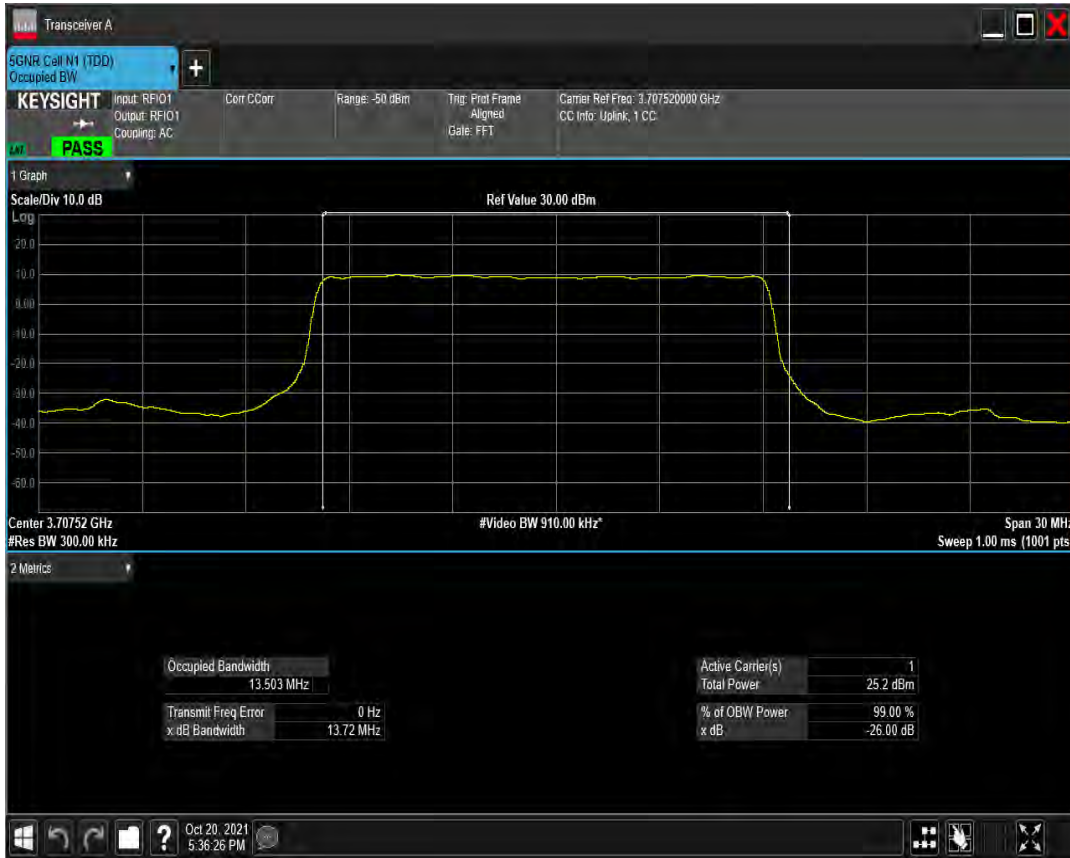 Transceiver A
5GNR Cell N1 (TDD)
Occupied BW
+
KEYSIGHT
Input: RFIO1
Output: RFIO1
Coupling: AC
Corr CCorr
Range: -50 dBm
Trig: Prot Frame
Aligned
Gate: FFT
Carrier Ref Freq: 3.707520000 GHz
CC Info: Uplink, 1 CC
PASS
1 Graph
Scale/Div 10.0 dB
Ref Value 30.00 dBm
Log
20.0
10.0
0.00
-10.0
-20.0
-30.0
-40.0
-50.0
-60.0
Center 3.70752 GHz
#Video BW 910.00 kHz*
Span 30 MHz
#Res BW 300.00 kHz
Sweep 1.00 ms (1001 pts
2 Metrics
Occupied Bandwidth
13.503 MHz
Transmit Freq Error 0 Hz
x dB Bandwidth 13.72 MHz
Active Carrier(s) 1
Total Power 25.2 dBm
% of OBW Power 99.00 %
x dB -26.00 dB
?
Oct 20, 2021
5:36:26 PM